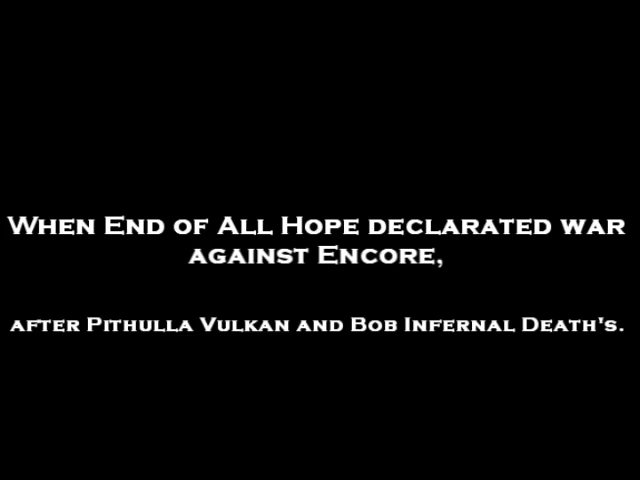 When End of All Hope declarated war
against Encore,
after Pithulla Vulkan and Bob Infernal Death's.